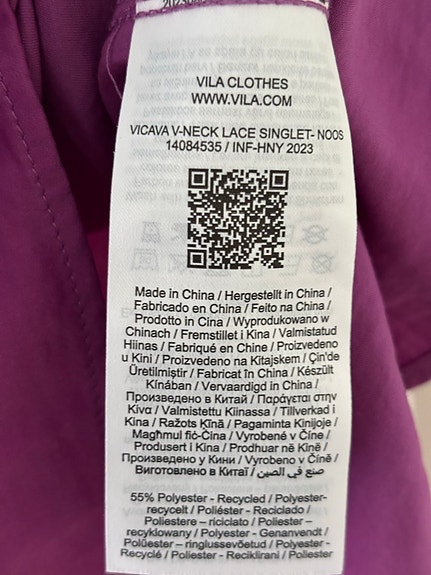 VILA CLOTHES
WWW.VILA.COM
VICAVA V-NECK LACE SINGLET- NOOS
14084535 / INF-HNY 2023
Made in China / Hergestellt in China /
Fabricado en China / Feito na China /
Prodotto in Cina / Wyprodukowano w
Chinach / Fremstillet i Kina / Valmistatud
Hiinas / Fabriqué en Chine / Proizvedeno
u Kini / Proizvedeno na Kitajskem / Çin'de
Üretilmiştir / Fabricat în China / Készült
Kínában / Vervaardigd in China /
Произведено в Китай / Παράγεται στην
Κίνα / Valmistettu Kiinassa / Tillverkad i
Kina / Ražots Ķīnā / Pagaminta Kinijoje /
Magħmul fiċ-Ċina / Vyrobené v Číne /
Produsert i Kina / Prodhuar në Kinë /
Произведено у Кини / Vyrobeno v Číně /
Виготовлено в Китаї / صنع في الصين /
55% Polyester - Recycled / Polyester-
recycelt / Poliéster - Reciclado /
Poliestere – riciclato / Poliester –
recyklowany / Polyester - Genanvendt /
Polüester – ringlussevõetud / Polyester -
Recyclé / Poliester - Reciklirani / Poliester